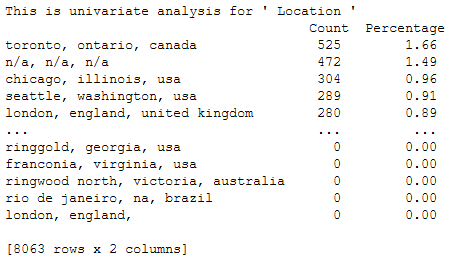 This is univariate analysis for ' Location '
Count Percentage
toronto, ontario, canada 525 1.66
n/a, n/a, n/a 472 1.49
chicago, illinois, usa 304 0.96
seattle, washington, usa 289 0.91
london, england, united kingdom 280 0.89
... ... ...
ringgold, georgia, usa 0 0.00
franconia, virginia, usa 0 0.00
ringwood north, victoria, australia 0 0.00
rio de janeiro, na, brazil 0 0.00
london, england, 0 0.00
[8063 rows x 2 columns]